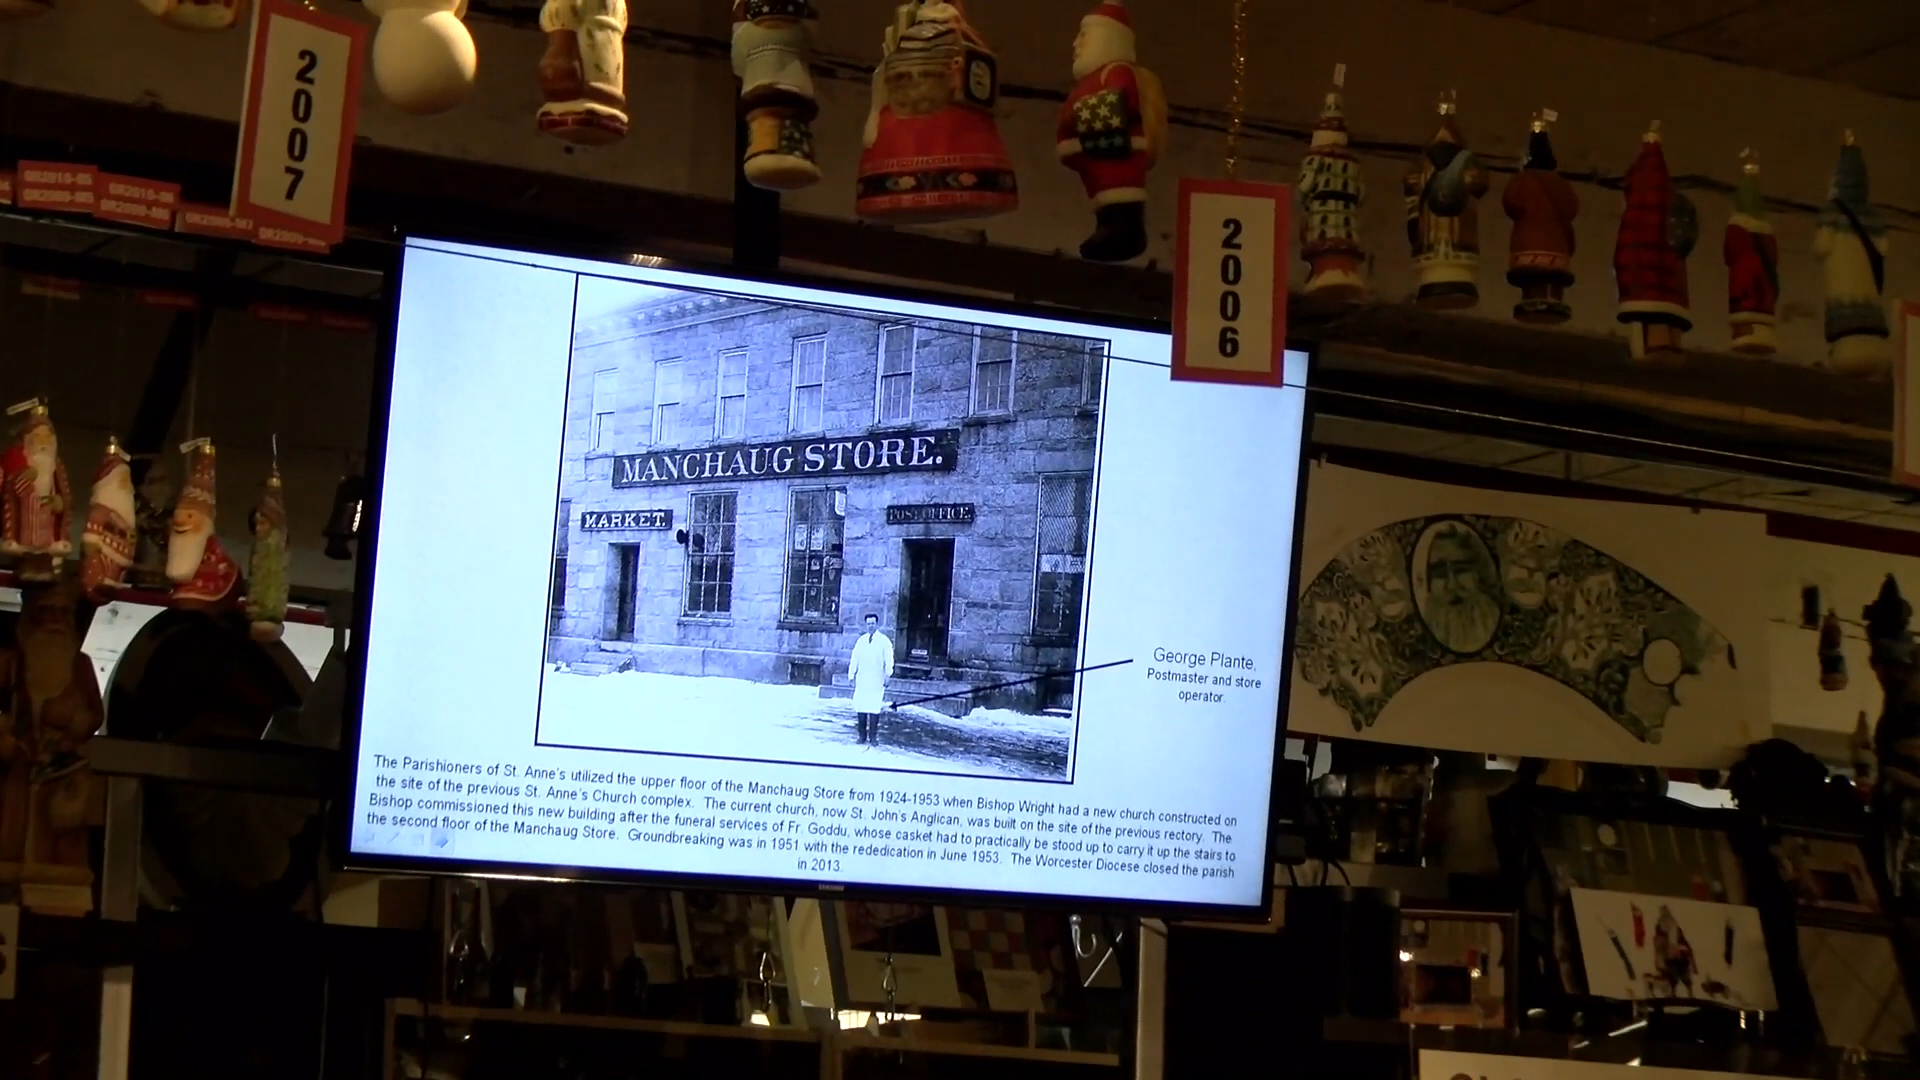 2007
2006
MANCHAUG STORE.
MARKET.
POST OFFICE.
George Plante,
Postmaster and store
operator.
The Parishioners of St. Anne's utilized the upper floor of the Manchaug Store from 1924-1953 when Bishop Wright had a new church constructed on
the site of the previous St. Anne's Church complex. The current church, now St. John's Anglican, was built on the site of the previous rectory. The
Bishop commissioned this new building after the funeral services of Fr. Goddu, whose casket had to practically be stood up to carry it up the stairs to
the second floor of the Manchaug Store. Groundbreaking was in 1951 with the rededication in June 1953. The Worcester Diocese closed the parish
in 2013.